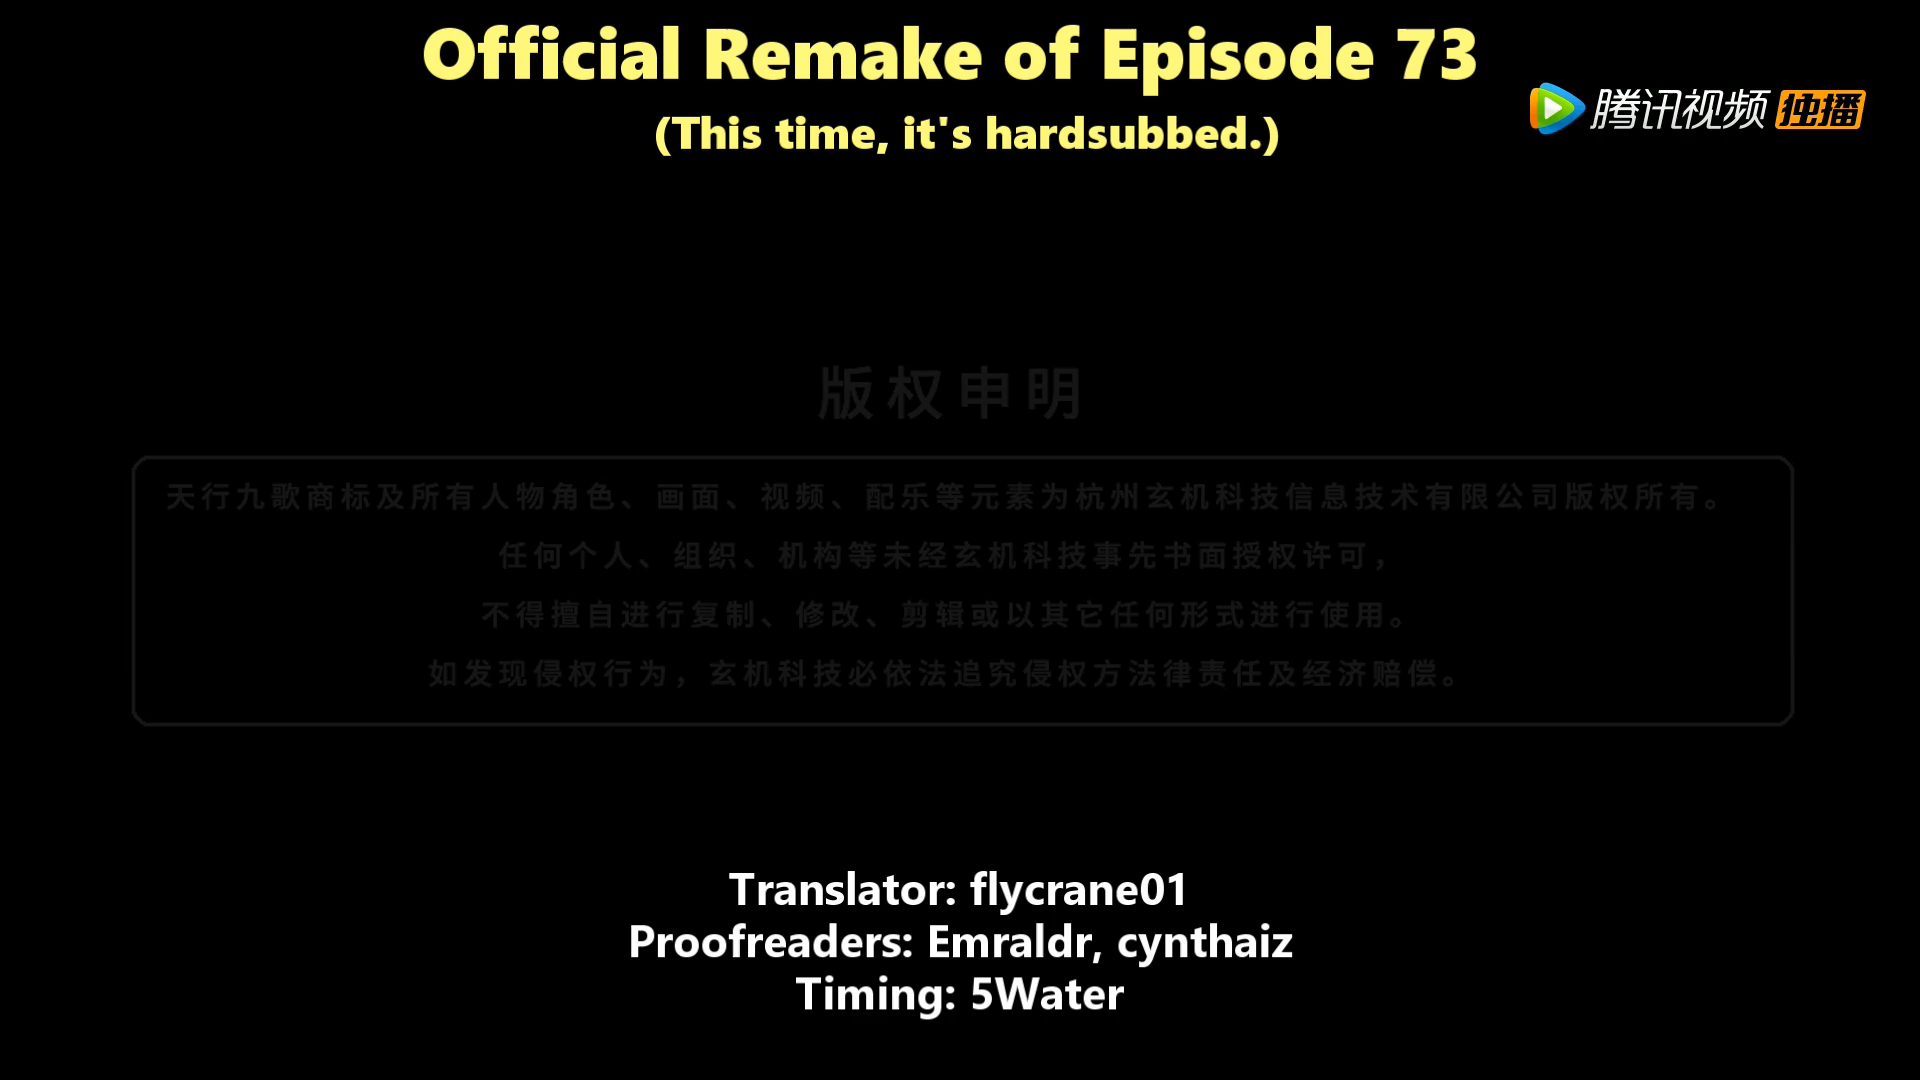 Official Remake of Episode 73
(This time, it's hardsubbed.)
腾讯视频 独播
版权申明
天行九歌商标及所有人物角色、画面、视频、配乐等元素为杭州玄机科技信息技术有限公司版权所有。
任何个人、组织、机构等未经玄机科技事先书面授权许可，
不得擅自进行复制、修改、剪辑或以其它任何形式进行使用。
如发现侵权行为，玄机科技必依法追究侵权方法律责任及经济赔偿。
Translator: flycrane01
Proofreaders: Emraldr, cynthaiz
Timing: 5Water